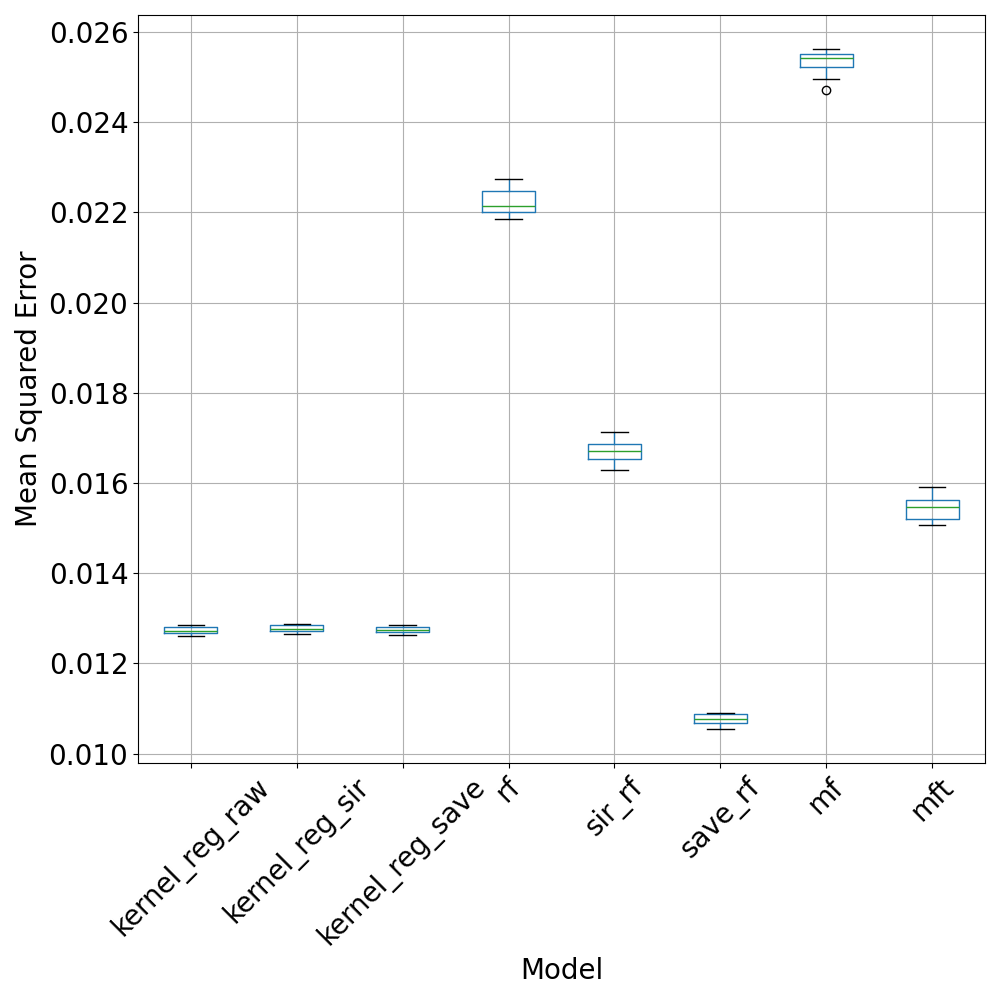 Mean Squared Error
0.026
0.024
0.022
0.020
0.018
0.016
0.014
0.012
0.010
kernel_reg_raw
kernel_reg_sir
kernel_reg_save
rf
sir_rf
save_rf
mf
mft
Model